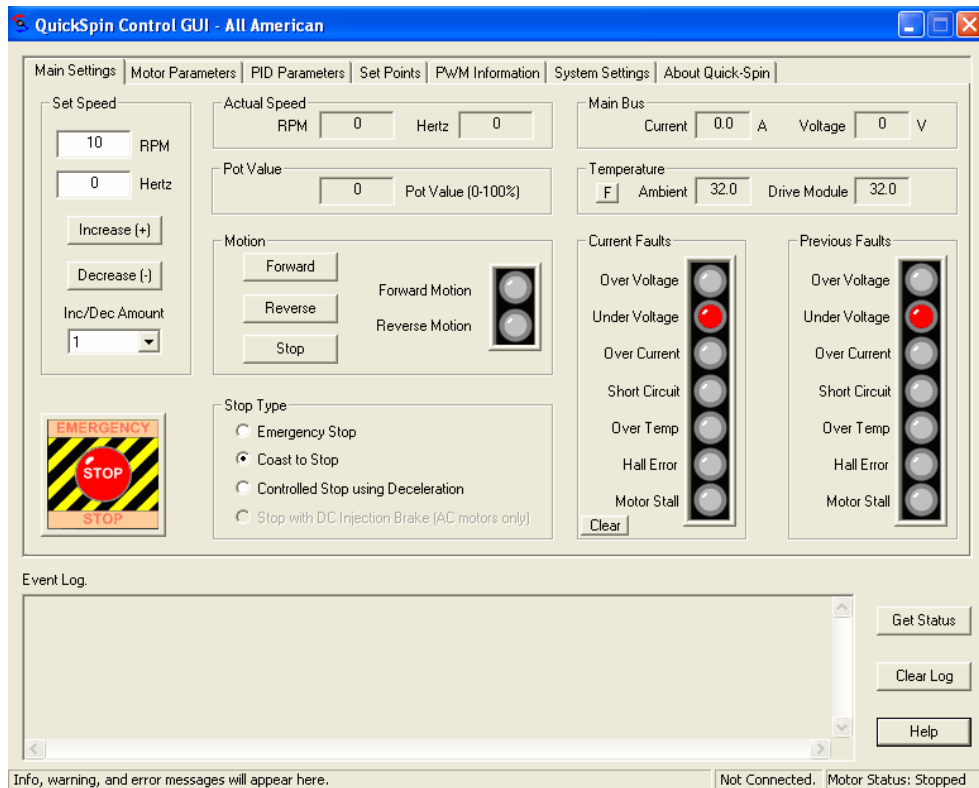 QuickSpin Control GUI - All American
Main Settings Motor Parameters PID Parameters Set Points PWM Information System Settings About Quick-Spin
Set Speed
10 RPM
0 Hertz
Increase (+)
Decrease (-)
Inc/Dec Amount
1
EMERGENCY
STOP
STOP
Actual Speed
RPM 0 Hertz 0
Pot Value
0 Pot Value (0-100%)
Motion
Forward
Reverse
Stop
Forward Motion
Reverse Motion
Stop Type
Emergency Stop
Coast to Stop
Controlled Stop using Deceleration
Stop with DC Injection Brake (AC motors only)
Main Bus
Current 0.0 A Voltage 0 V
Temperature
F Ambient 32.0 Drive Module 32.0
Current Faults
Over Voltage
Under Voltage
Over Current
Short Circuit
Over Temp
Hall Error
Motor Stall
Clear
Previous Faults
Over Voltage
Under Voltage
Over Current
Short Circuit
Over Temp
Hall Error
Motor Stall
Event Log.
Get Status
Clear Log
Help
Info, warning, and error messages will appear here.
Not Connected. Motor Status: Stopped